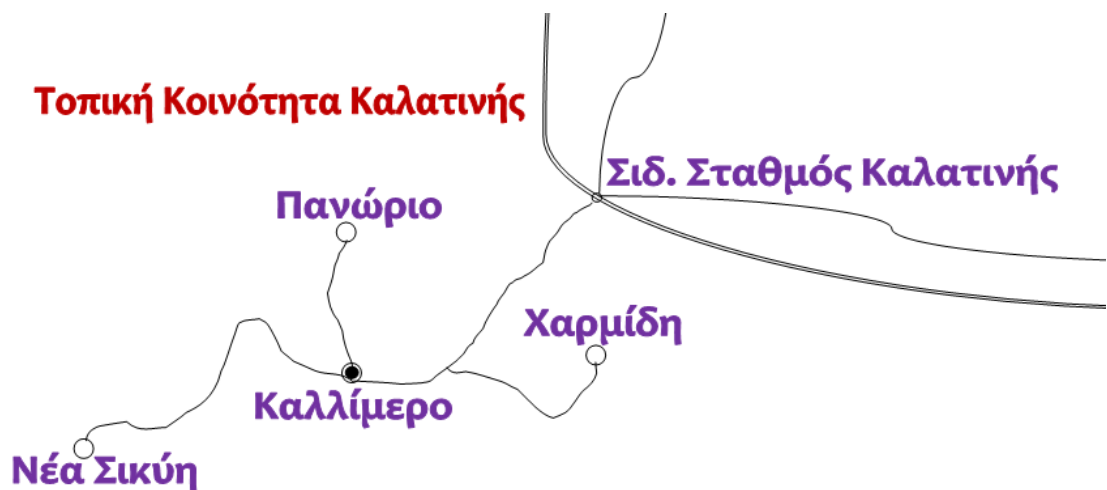 Τοπική Κοινότητα Καλατινής
Σιδ. Σταθμός Καλατινής
Πανώριο
Χαρμίδη
Καλλίμερο
Νέα Σικύη